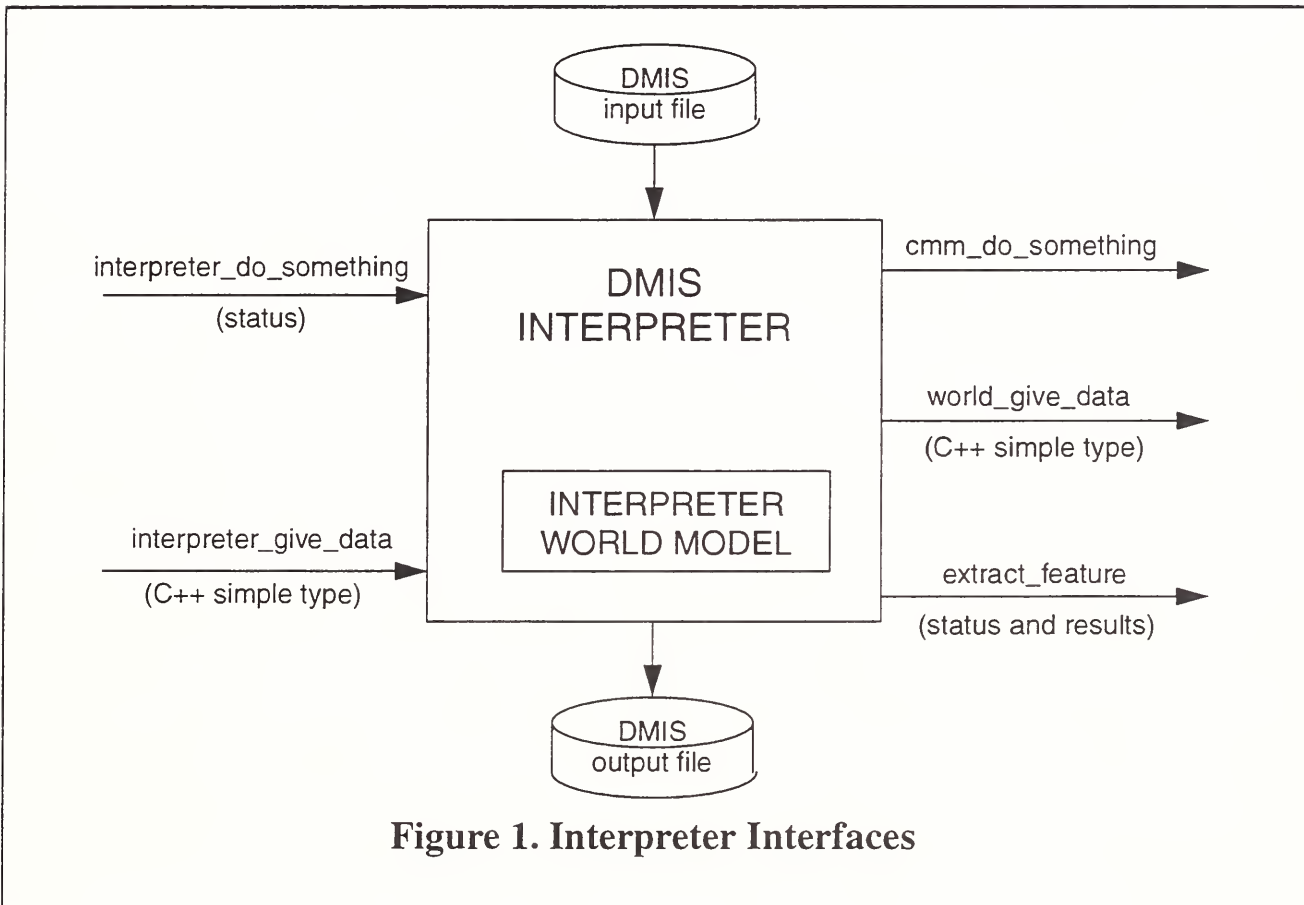 DMIS
input file
interpreter_do_something
(status)
DMIS
INTERPRETER
cmm_do_something
world_give_data
(C++ simple type)
INTERPRETER
WORLD MODEL
interpreter_give_data
(C++ simple type)
extract_feature
(status and results)
DMIS
output file
Figure 1. Interpreter Interfaces